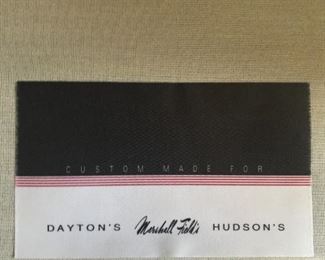 CUSTOM MADE FOR
DAYTON'S Marshall Field's HUDSON'S